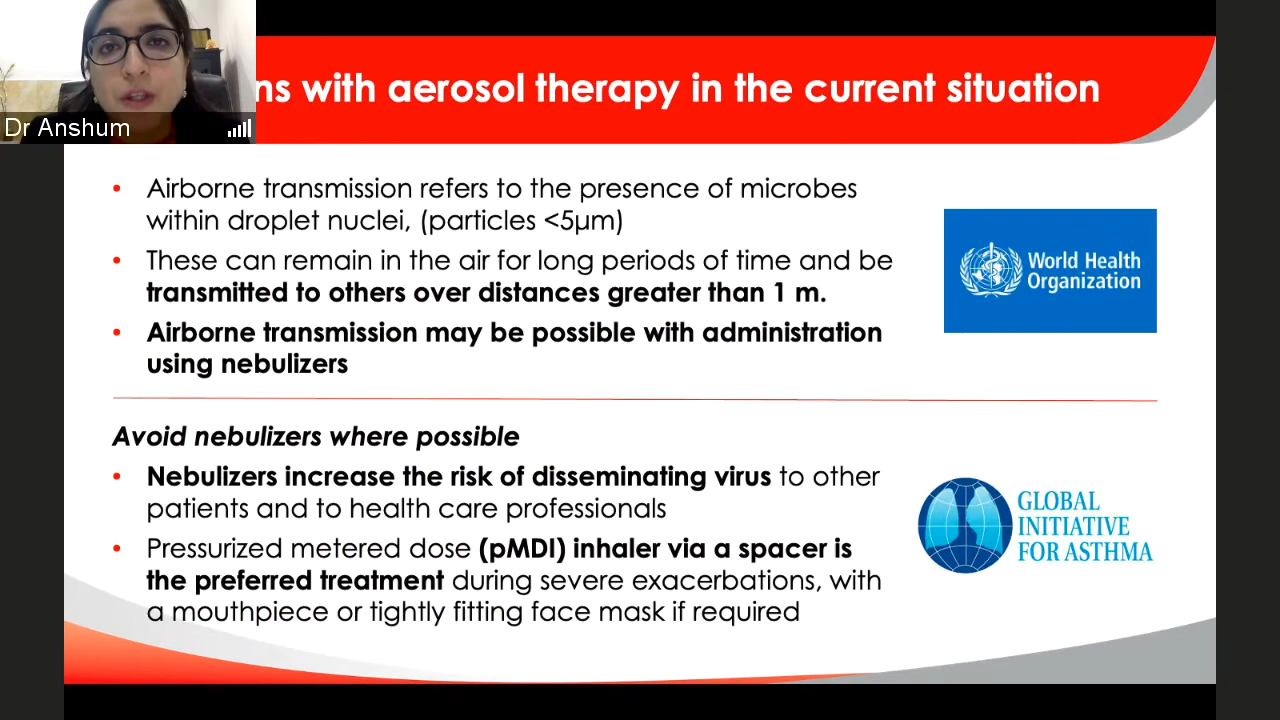 ns with aerosol therapy in the current situation
Dr Anshum
• Airborne transmission refers to the presence of microbes
within droplet nuclei, (particles <5µm)
• These can remain in the air for long periods of time and be
transmitted to others over distances greater than 1 m.
• Airborne transmission may be possible with administration
using nebulizers
World Health
Organization
Avoid nebulizers where possible
• Nebulizers increase the risk of disseminating virus to other
patients and to health care professionals
• Pressurized metered dose (pMDI) inhaler via a spacer is
the preferred treatment during severe exacerbations, with
a mouthpiece or tightly fitting face mask if required
GLOBAL
INITIATIVE
FOR ASTHMA